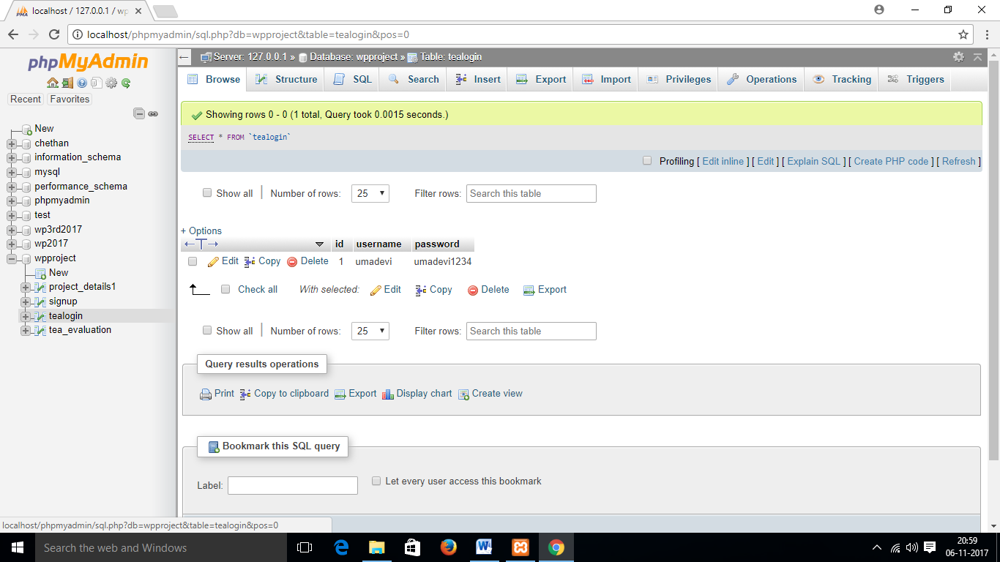 localhost / 127.0.0.1 / wp
localhost/phpmyadmin/sql.php?db=wpproject&table=tealogin&pos=0
phpMyAdmin
Server: 127.0.0.1 » Database: wpproject » Table: tealogin
Browse Structure SQL Search Insert Export Import Privileges Operations Tracking Triggers
Recent Favorites
New
chethan
information_schema
mysql
performance_schema
phpmyadmin
test
wp3rd2017
wp2017
wpproject
New
project_details1
signup
tealogin
tea_evaluation
Showing rows 0 - 0 (1 total, Query took 0.0015 seconds.)
SELECT * FROM `tealogin`
Profiling [ Edit inline ] [ Edit ] [ Explain SQL ] [ Create PHP code ] [ Refresh ]
Show all Number of rows: 25 Filter rows: Search this table
+ Options
id username password
Edit Copy Delete 1 umadevi umadevi1234
Check all With selected: Edit Copy Delete Export
Show all Number of rows: 25 Filter rows: Search this table
Query results operations
Print Copy to clipboard Export Display chart Create view
Bookmark this SQL query
Label: Let every user access this bookmark
localhost/phpmyadmin/sql.php?db=wpproject&table=tealogin&pos=0
Search the web and Windows
20:59
06-11-2017